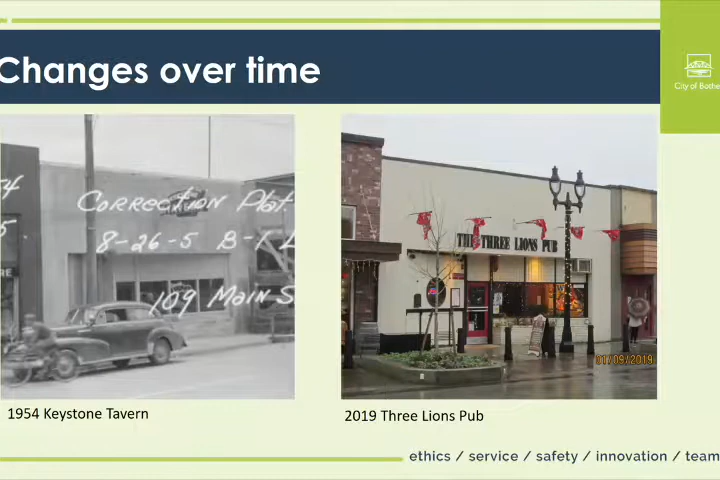 Changes over time
City of Bothe
Correction Plat
8-26-5 B-1 L
109 Main S
THE THREE LIONS PUB
01/09/2019
1954 Keystone Tavern
2019 Three Lions Pub
ethics / service / safety / innovation / team